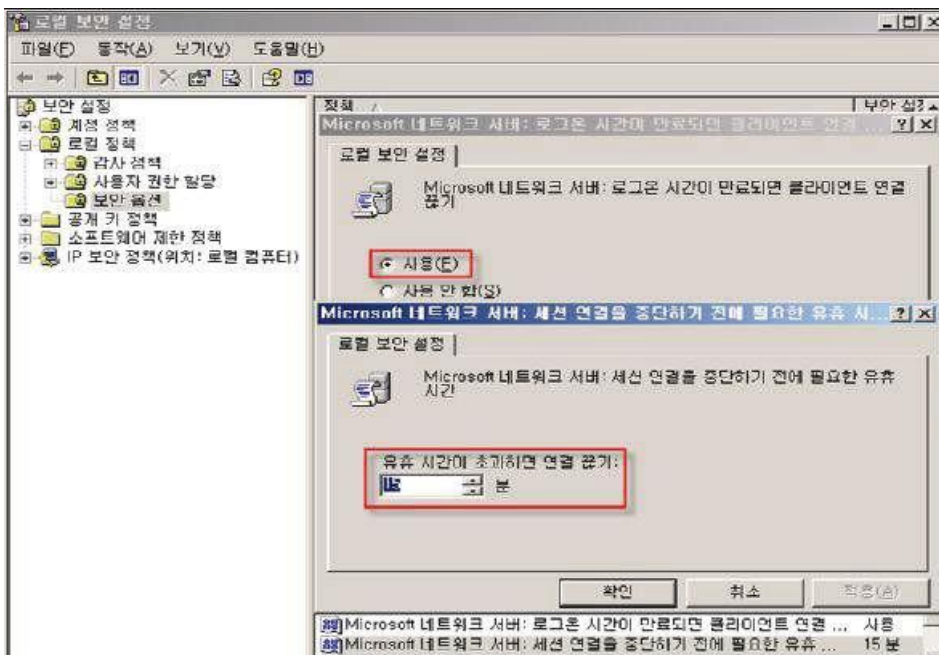 로컬 보안 설정
파일(F) 동작(A) 보기(V) 도움말(H)
보안 설정
계정 정책
로컬 정책
감사 정책
사용자 권한 할당
보안 옵션
공개 키 정책
소프트웨어 제한 정책
IP 보안 정책(위치: 로컬 컴퓨터)
정책
보안 설정
Microsoft 네트워크 서버: 로그온 시간이 만료되면 클라이언트 연결 ...
로컬 보안 설정
Microsoft 네트워크 서버: 로그온 시간이 만료되면 클라이언트 연결
끊기
사용(E)
사용 안 함(S)
Microsoft 네트워크 서버: 세션 연결을 중단하기 전에 필요한 유휴 시...
로컬 보안 설정
Microsoft 네트워크 서버: 세션 연결을 중단하기 전에 필요한 유휴
시간
유휴 시간이 초과하면 연결 끊기:
분
확인 취소 적용(A)
Microsoft 네트워크 서버: 로그온 시간이 만료되면 클라이언트 연결 ... 사용
Microsoft 네트워크 서버: 세션 연결을 중단하기 전에 필요한 유휴 ... 15 분